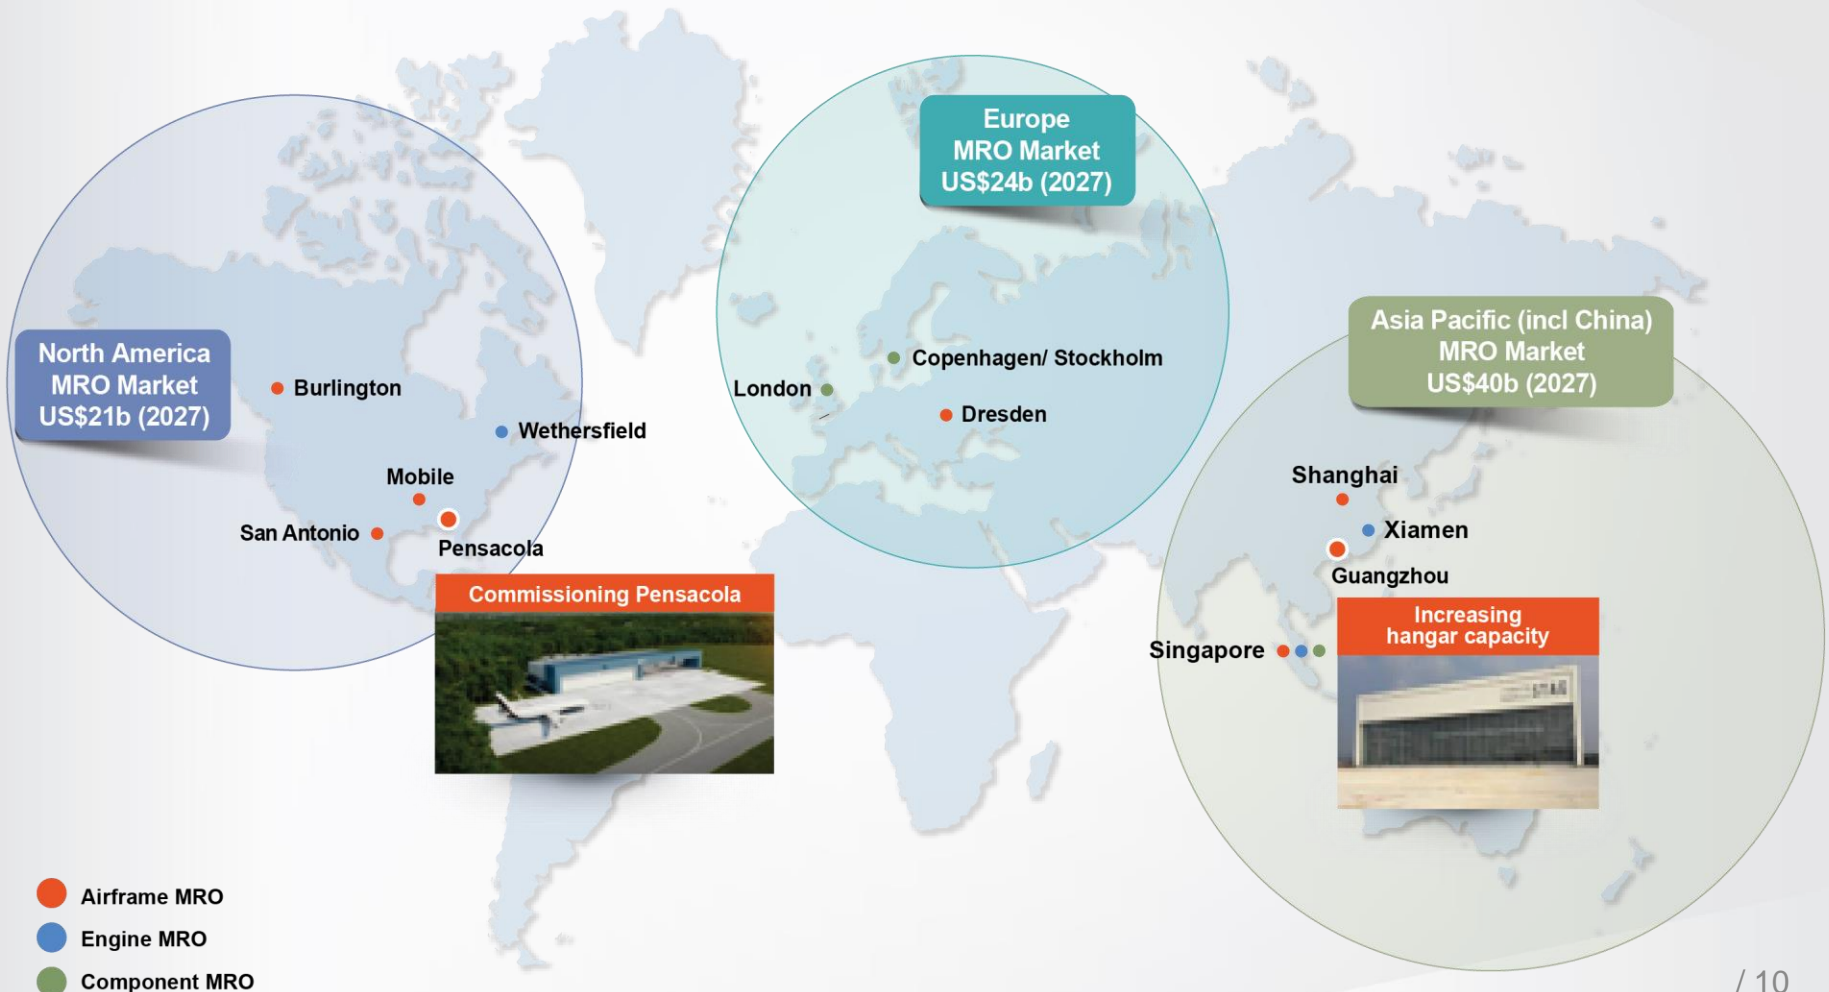 Europe
MRO Market
US$24b (2027)
North America
MRO Market
US$21b (2027)
Asia Pacific (incl China)
MRO Market
US$40b (2027)
Burlington
Wethersfield
Mobile
San Antonio
Pensacola
Commissioning Pensacola
Copenhagen/ Stockholm
London
Dresden
Shanghai
Xiamen
Guangzhou
Singapore
Increasing
hangar capacity
Airframe MRO
Engine MRO
Component MRO
/ 10